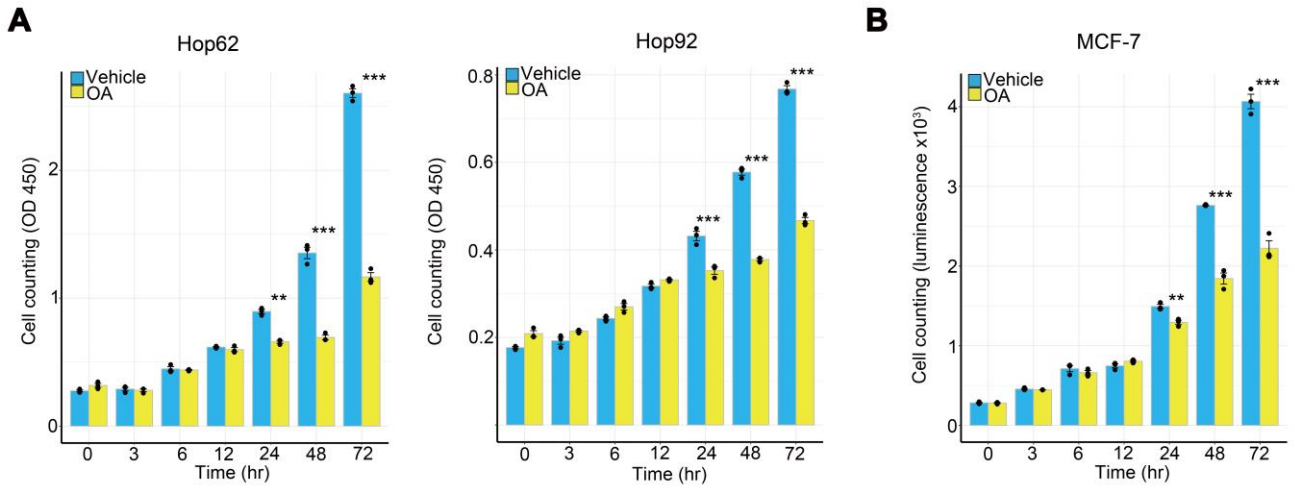 A
B
Hop62
Vehicle
OA
Cell counting (OD 450)
2
1
0
**
***
***
0 3 6 12 24 48 72
Time (hr)
Hop92
Vehicle
OA
Cell counting (OD 450)
0.8
0.6
0.4
0.2
***
***
***
0 3 6 12 24 48 72
Time (hr)
MCF-7
Vehicle
OA
Cell counting (luminescence x10³)
4
3
2
1
0
**
***
***
0 3 6 12 24 48 72
Time (hr)